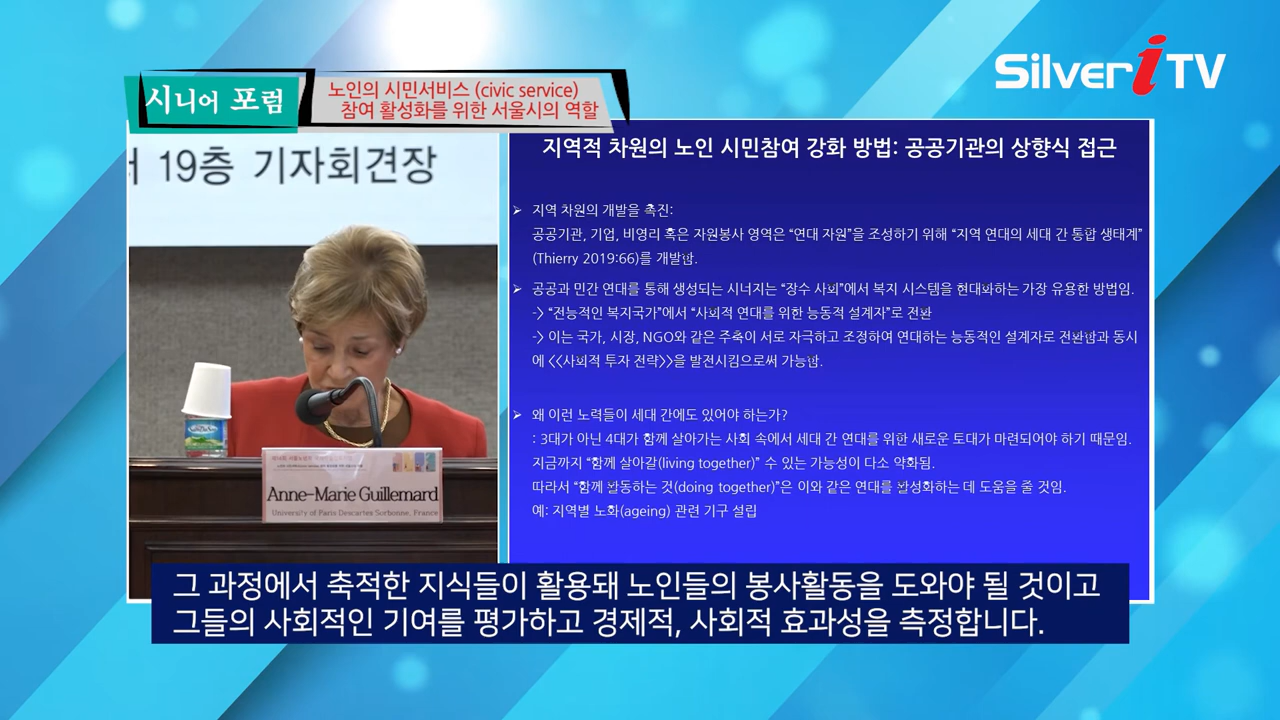 Silver i TV
시니어 포럼
노인의 시민서비스 (civic service)
참여 활성화를 위한 서울시의 역할
19층 기자회견장
Anne-Marie Guillemard
University of Paris Descartes Sorbonne, France
지역적 차원의 노인 시민참여 강화 방법: 공공기관의 상향식 접근
➢ 지역 차원의 개발을 촉진:
공공기관, 기업, 비영리 혹은 자원봉사 영역은 “연대 자원”을 조성하기 위해 “지역 연대의 세대 간 통합 생태계”
(Thierry 2019:66)를 개발함.
➢ 공공과 민간 연대를 통해 생성되는 시너지는 “장수 사회”에서 복지 시스템을 현대화하는 가장 유용한 방법임.
-> “전능적인 복지국가”에서 “사회적 연대를 위한 능동적 설계자”로 전환
-> 이는 국가, 시장, NGO와 같은 주축이 서로 자극하고 조정하여 연대하는 능동적인 설계자로 전환함과 동시
에 <<사회적 투자 전략>>을 발전시킴으로써 가능함.
➢ 왜 이런 노력들이 세대 간에도 있어야 하는가?
: 3대가 아닌 4대가 함께 살아가는 사회 속에서 세대 간 연대를 위한 새로운 토대가 마련되어야 하기 때문임.
지금까지 “함께 살아갈(living together)” 수 있는 가능성이 다소 약화됨.
따라서 “함께 활동하는 것(doing together)”은 이와 같은 연대를 활성화하는 데 도움을 줄 것임.
예: 지역별 노화(ageing) 관련 기구 설립
그 과정에서 축적한 지식들이 활용돼 노인들의 봉사활동을 도와야 될 것이고
그들의 사회적인 기여를 평가하고 경제적, 사회적 효과성을 측정합니다.